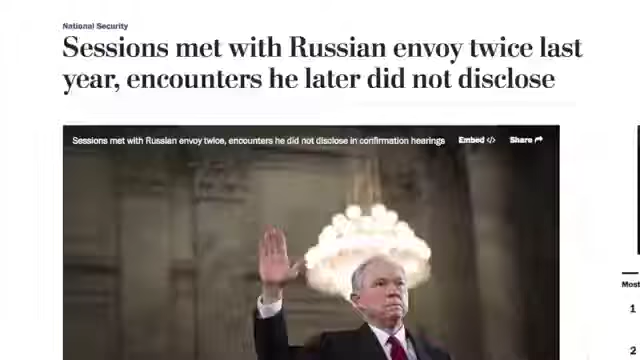 National Security
Sessions met with Russian envoy twice last
year, encounters he later did not disclose
Sessions met with Russian envoy twice, encounters he did not disclose in confirmation hearings
Embed </>
Share
Most
1
2